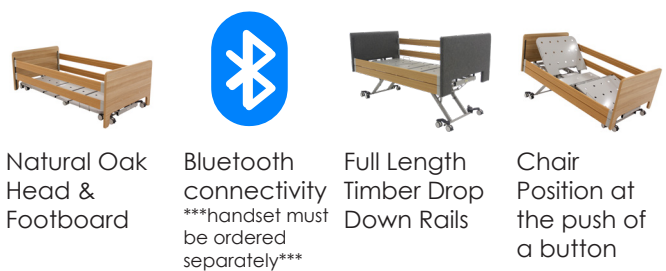 Natural Oak
Head &
Footboard
Bluetooth
connectivity
***handset must
be ordered
separately***
Full Length
Timber Drop
Down Rails
Chair
Position at
the push of
a button